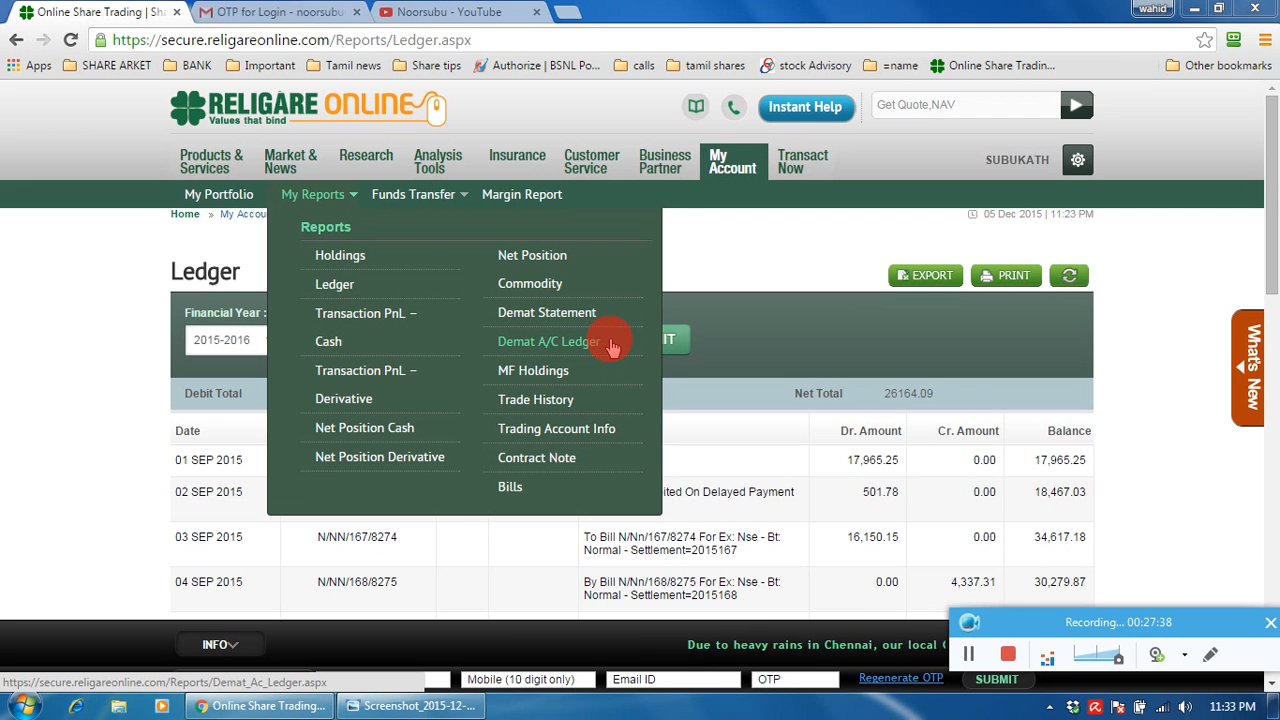 Online Share Trading | Sha
OTP for Login - noorsubu
Noorsubu - YouTube
wahid
https://secure.religareonline.com/Reports/Ledger.aspx
Apps
SHARE ARKET
BANK
Important
Tamil news
Share tips
Authorize | BSNL Po...
calls
tamil shares
stock Advisory
=name
Online Share Tradin...
Other bookmarks
RELIGARE ONLINE
Values that bind
Instant Help
Get Quote,NAV
Products & Services
Market & News
Research
Analysis Tools
Insurance
Customer Service
Business Partner
My Account
Transact Now
SUBUKATH
My Portfolio
My Reports
Funds Transfer
Margin Report
Home » My Accou
05 Dec 2015 | 11:23 PM
Reports
Holdings
Net Position
Ledger
Commodity
Transaction PnL –
Cash
Demat Statement
Demat A/C Ledger
Transaction PnL –
Derivative
MF Holdings
Trade History
Net Position Cash
Trading Account Info
Net Position Derivative
Contract Note
Bills
Ledger
EXPORT
PRINT
Financial Year :
2015-2016
IT
Debit Total
Net Total
26164.09
Date
Dr. Amount
Cr. Amount
Balance
01 SEP 2015
17,965.25
0.00
17,965.25
02 SEP 2015
ited On Delayed Payment
501.78
0.00
18,467.03
03 SEP 2015
N/NN/167/8274
To Bill N/Nn/167/8274 For Ex: Nse - Bt:
Normal - Settlement=2015167
16,150.15
0.00
34,617.18
04 SEP 2015
N/NN/168/8275
By Bill N/Nn/168/8275 For Ex: Nse - Bt:
Normal - Settlement=2015168
0.00
4,337.31
30,279.87
What's New
Recording... 00:27:38
INFO
Due to heavy rains in Chennai, our local
https://secure.religareonline.com/Reports/Demat_Ac_Ledger.aspx
Mobile (10 digit only)
Email ID
OTP
Regenerate OTP
SUBMIT
Online Share Trading...
Screenshot_2015-12-...
11:33 PM